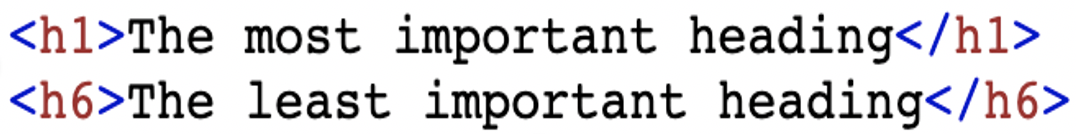 <h1>The most important heading</h1>
<h6>The least important heading</h6>